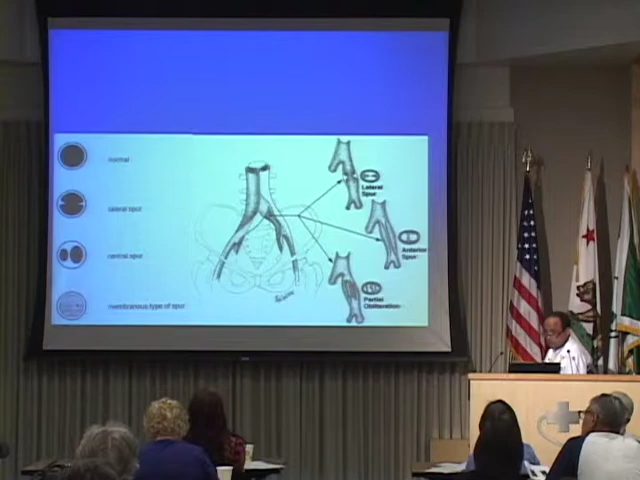 normal
lateral spur
central spur
membranous type of spur
Lateral
Spur
Anterior
Spur
Partial
Obliteration